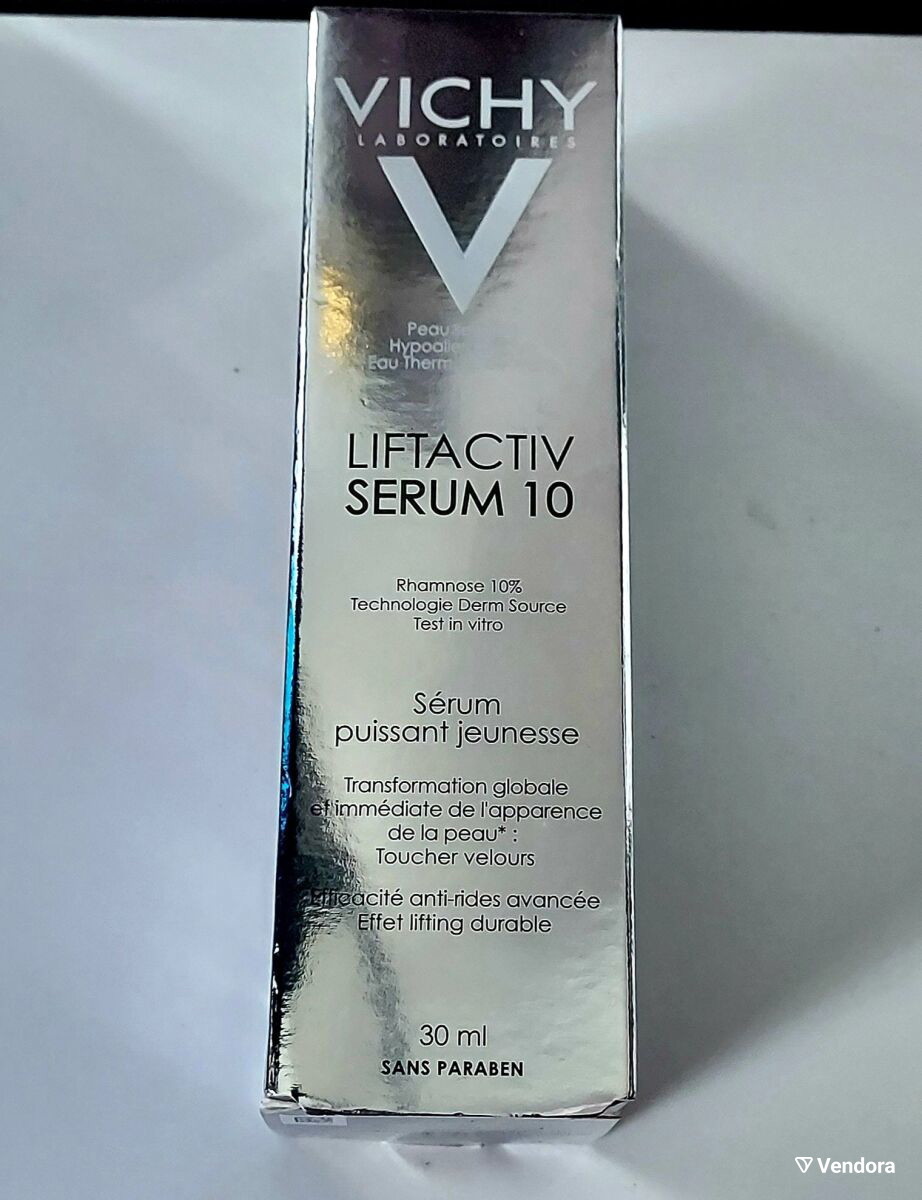 VICHY
LABORATOIRES
Peau
Eau
LIFTACTIV
SERUM 10
Rhamnose 10%
Technologie Derm Source
Test in vitro
Sérum
puissant jeunesse
Transformation globale
et immédiate de l'apparence
de la peau* :
Toucher velours
Efficacité anti-rides avancée
Effet lifting durable
30 ml
SANS PARABEN
Vendora